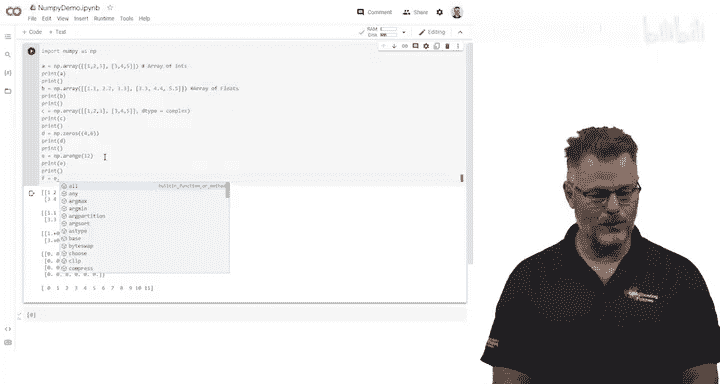 NumpyDemo.ipynb
File Edit View Insert Runtime Tools Help
Comment Share
+ Code + Text
RAM
Editing
import numpy as np
a = np.array([[1,2,1], [3,4,5]]) # Array of ints
print(a)
print()
b = np.array([[1.1, 2.2, 3.3], [3.3, 4.4, 5.5]]) #Array of Floats
print(b)
print()
c = np.array([[1,2,1], [3,4,5]], dtype = complex)
print(c)
print()
d = np.zeros((4,6))
print(d)
print()
e = np.arange(12)
print(e)
print()
f = e.
all builtin_function_or_method
any
argmax
argmin
argpartition
argsort
astype
base
byteswap
choose
clip
compress
[ 0 1 2 3 4 5 6 7 8 9 10 11]
[0]